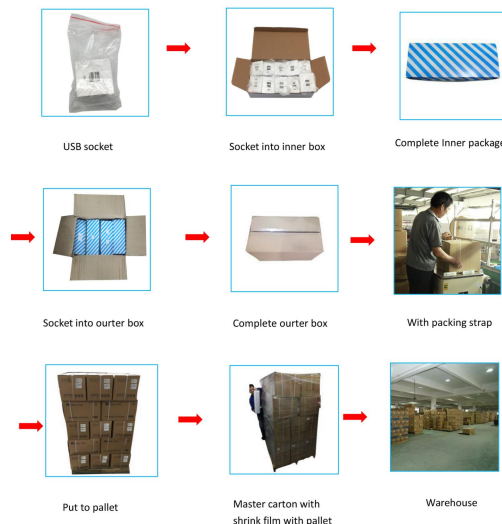 USB socket
Socket into inner box
Complete Inner package
Socket into ourter box
Complete ourter box
With packing strap
Put to pallet
Master carton with
shrink film with pallet
Warehouse